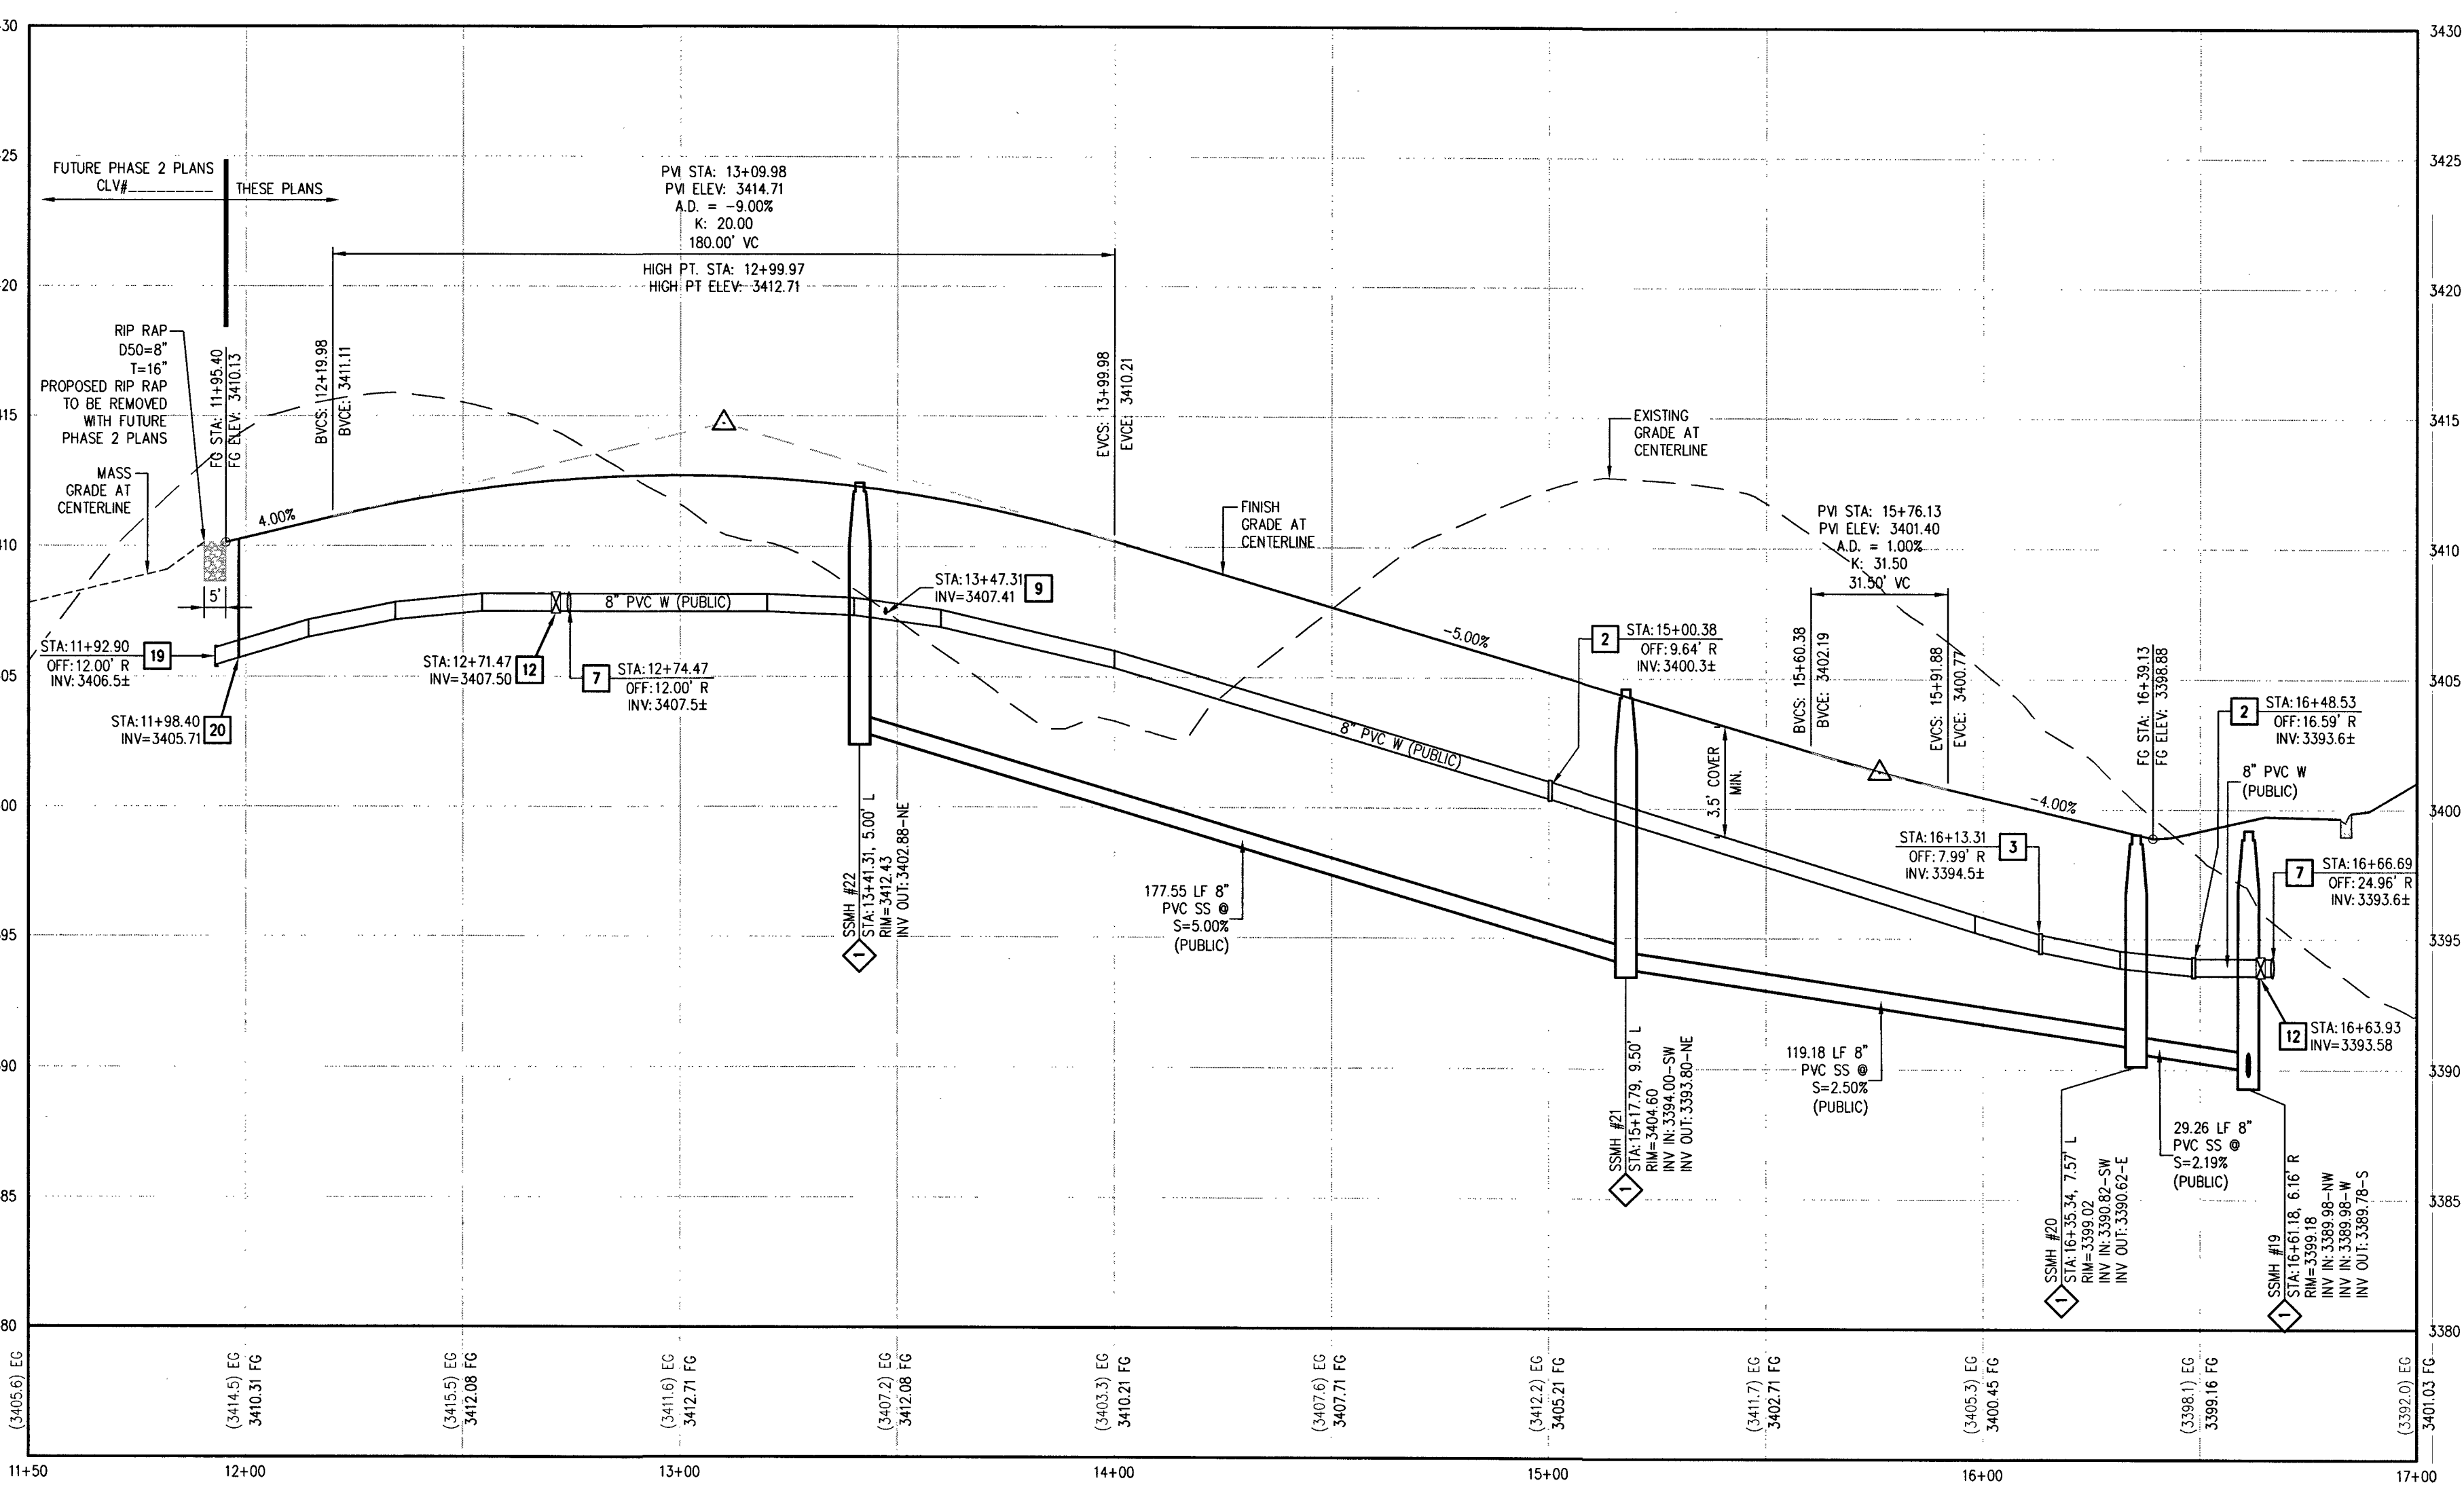 -30
3430
-25
3425
-20
3420
-15
3415
-10
3410
-05
3405
-00
3400
-95
3395
-90
3390
-85
3385
-80
3380
FUTURE PHASE 2 PLANS
CLV#_________
THESE PLANS
PVI STA: 13+09.98
PVI ELEV: 3414.71
A.D. = -9.00%
K: 20.00
180.00' VC
HIGH PT. STA: 12+99.97
HIGH PT ELEV: 3412.71
RIP RAP
D50=8"
T=16"
PROPOSED RIP RAP
TO BE REMOVED
WITH FUTURE
PHASE 2 PLANS
FG STA: 11+95.40
FG ELEV: 3410.13
BVCS: 12+19.98
BVCE: 3411.11
EVCS: 13+99.98
EVCE: 3410.21
MASS
GRADE AT
CENTERLINE
4.00%
5'
STA:11+92.90
OFF:12.00' R
INV:3406.5±
19
STA:11+98.40
INV=3405.71
20
8" PVC W (PUBLIC)
STA:12+71.47
INV=3407.50
12
7
STA:12+74.47
OFF:12.00' R
INV:3407.5±
STA:13+47.31
INV=3407.41
9
FINISH
GRADE AT
CENTERLINE
EXISTING
GRADE AT
CENTERLINE
-5.00%
8" PVC W (PUBLIC)
2
STA:15+00.38
OFF:9.64' R
INV:3400.3±
PVI STA: 15+76.13
PVI ELEV: 3401.40
A.D. = 1.00%
K: 31.50
31.50' VC
BVCS: 15+60.38
BVCE: 3402.19
EVCS: 15+91.88
EVCE: 3400.77
3.5' COVER
MIN.
-4.00%
FG STA: 16+39.13
FG ELEV: 3398.88
STA:16+13.31
OFF:7.99' R
INV:3394.5±
3
2
STA:16+48.53
OFF:16.59' R
INV:3393.6±
8" PVC W
(PUBLIC)
7
STA:16+66.69
OFF:24.96' R
INV:3393.6±
12
STA:16+63.93
INV=3393.58
SSMH #22
STA:13+41.31, 5.00' L
RIM=3412.43
INV OUT:3402.88-NE
1
177.55 LF 8"
PVC SS @
S=5.00%
(PUBLIC)
SSMH #21
STA:15+17.79, 9.50' L
RIM=3404.60
INV IN:3394.00-SW
INV OUT:3393.80-NE
1
119.18 LF 8"
PVC SS @
S=2.50%
(PUBLIC)
SSMH #20
STA:16+35.34, 7.57' L
RIM=3399.02
INV IN:3390.82-SW
INV OUT:3390.62-E
1
29.26 LF 8"
PVC SS @
S=2.19%
(PUBLIC)
SSMH #19
STA:16+61.18, 6.16' R
RIM=3399.18
INV IN:3389.98-NW
INV IN:3389.98-W
INV OUT:3389.78-S
1
(3405.6) EG
(3414.5) EG
3410.31 FG
(3415.5) EG
3412.08 FG
(3411.6) EG
3412.71 FG
(3407.2) EG
3412.08 FG
(3403.3) EG
3410.21 FG
(3407.6) EG
3407.71 FG
(3412.2) EG
3405.21 FG
(3411.7) EG
3402.71 FG
(3405.3) EG
3400.45 FG
(3398.1) EG
3399.16 FG
(3392.0) EG
3401.03 FG
11+50
12+00
13+00
14+00
15+00
16+00
17+00